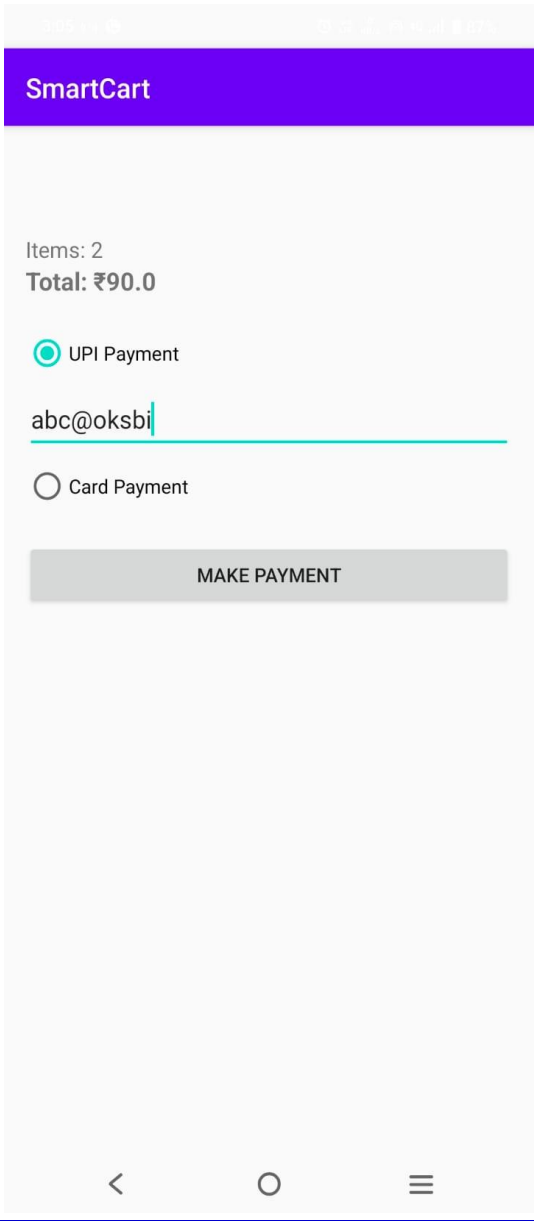 SmartCart
Items: 2
Total: ₹90.0
UPI Payment
abc@oksbi
Card Payment
MAKE PAYMENT